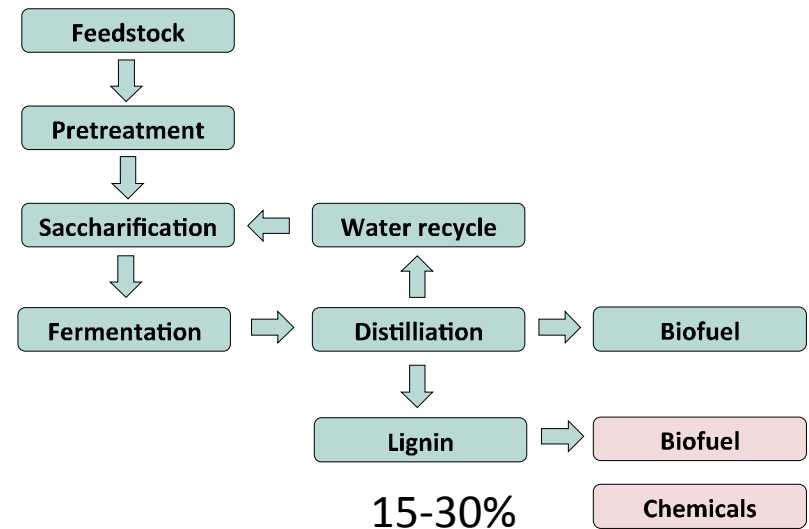 Feedstock
Pretreatment
Saccharification
Water recycle
Fermentation
Distilliation
Biofuel
Lignin
Biofuel
15-30%
Chemicals